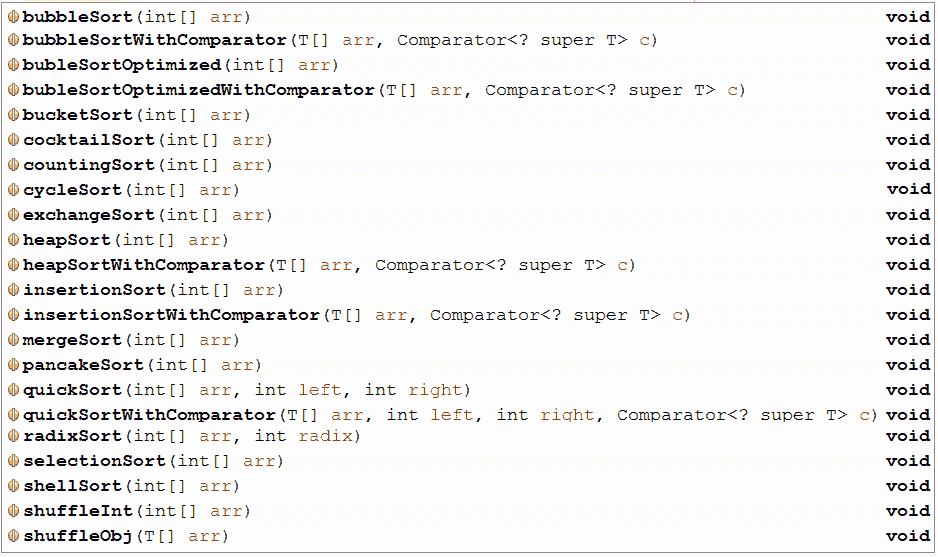 bubbleSort(int[] arr) void
bubbleSortWithComparator(T[] arr, Comparator<? super T> c) void
bubleSortOptimized(int[] arr) void
bubleSortOptimizedWithComparator(T[] arr, Comparator<? super T> c) void
bucketSort(int[] arr) void
cocktailSort(int[] arr) void
countingSort(int[] arr) void
cycleSort(int[] arr) void
exchangeSort(int[] arr) void
heapSort(int[] arr) void
heapSortWithComparator(T[] arr, Comparator<? super T> c) void
insertionSort(int[] arr) void
insertionSortWithComparator(T[] arr, Comparator<? super T> c) void
mergeSort(int[] arr) void
pancakeSort(int[] arr) void
quickSort(int[] arr, int left, int right) void
quickSortWithComparator(T[] arr, int left, int right, Comparator<? super T> c) void
radixSort(int[] arr, int radix) void
selectionSort(int[] arr) void
shellSort(int[] arr) void
shuffleInt(int[] arr) void
shuffleObj(T[] arr) void